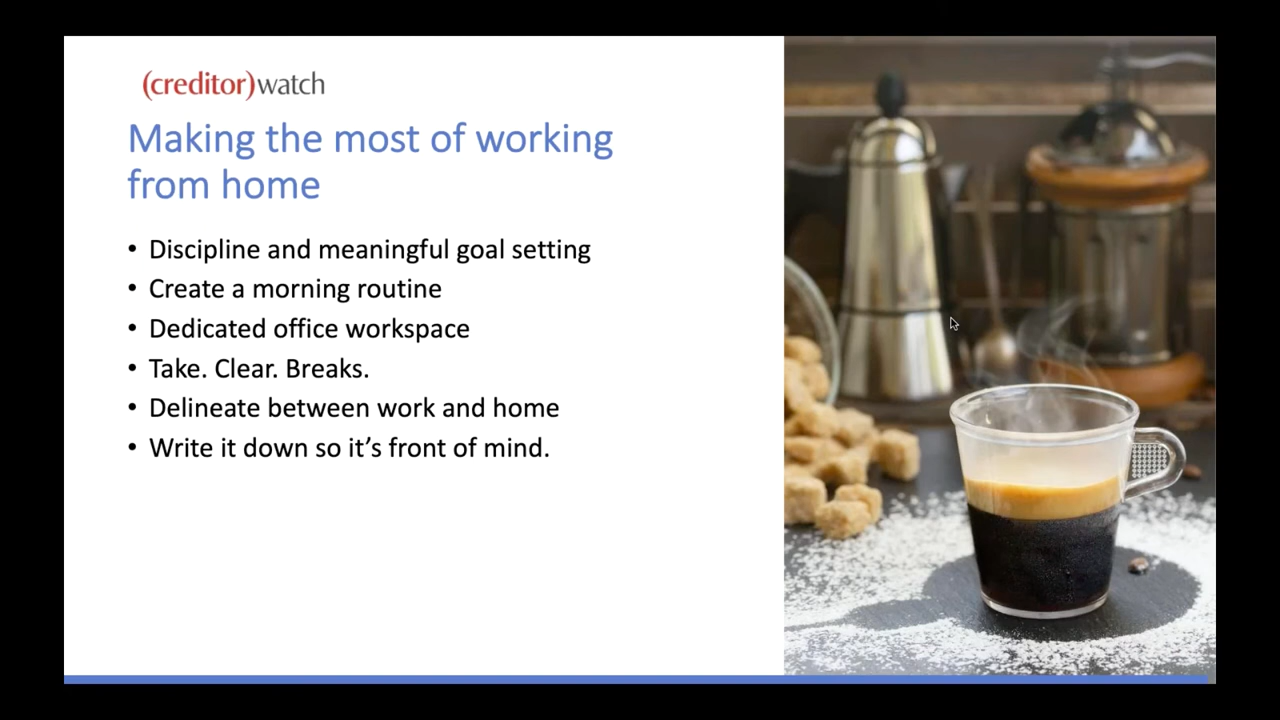 (creditor)watch
Making the most of working
from home
• Discipline and meaningful goal setting
• Create a morning routine
• Dedicated office workspace
• Take. Clear. Breaks.
• Delineate between work and home
• Write it down so it’s front of mind.